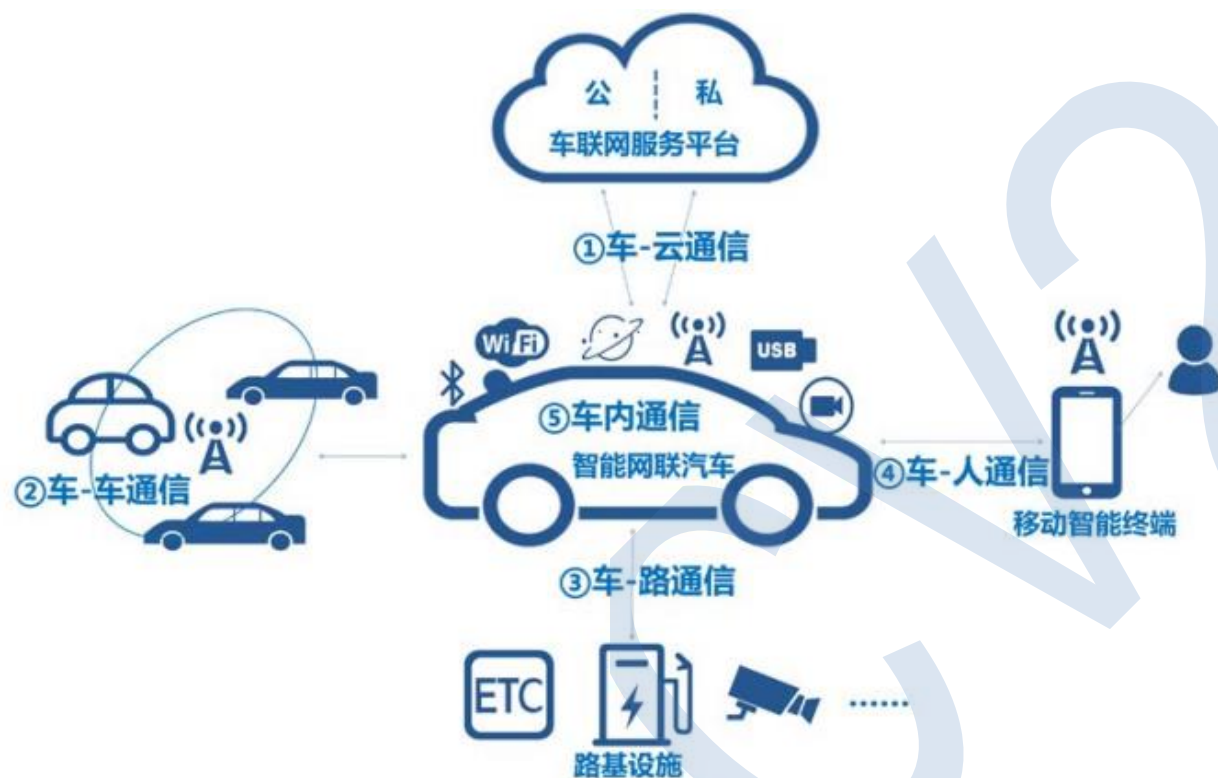 公 私
车联网服务平台
①车-云通信
WiFi
USB
⑤车内通信
智能网联汽车
②车-车通信
④车-人通信
移动智能终端
③车-路通信
ETC
路基设施
......